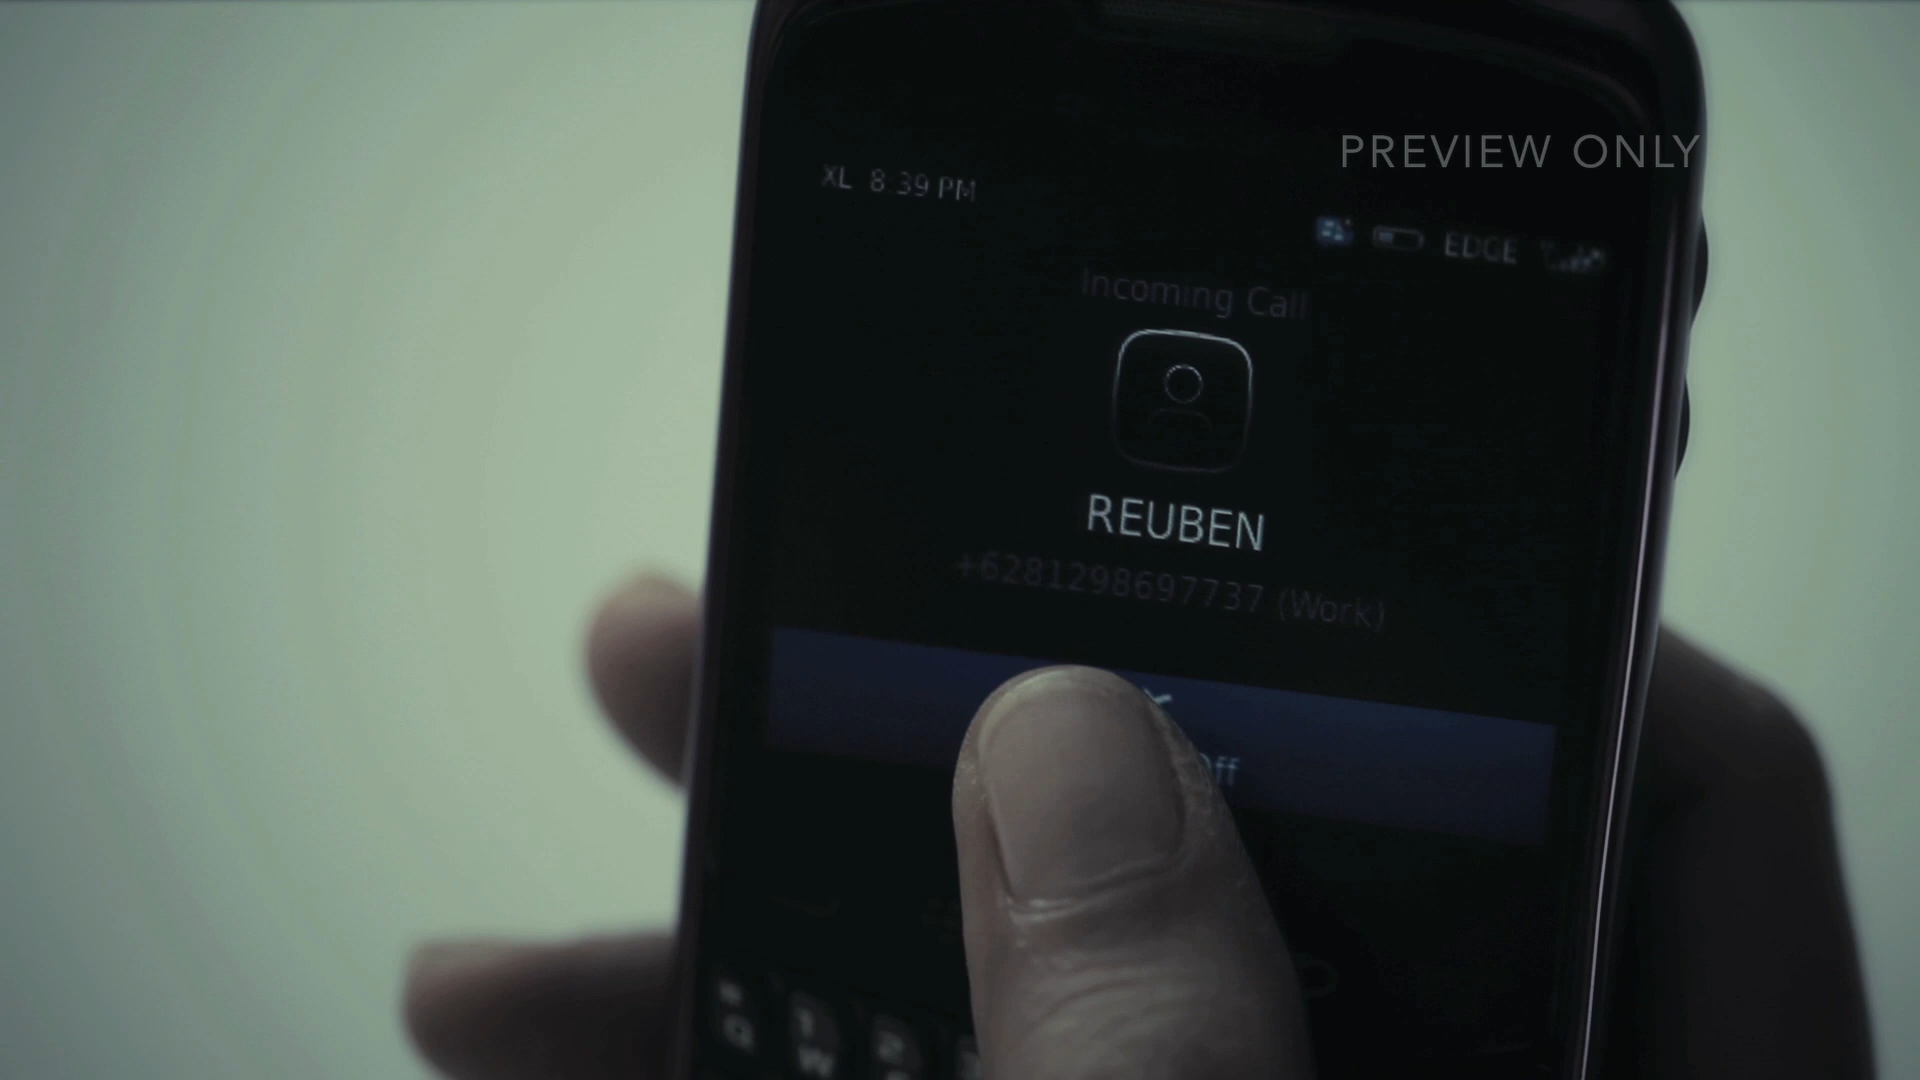 PREVIEW ONLY
XL 8:39 PM
EDGE
Incoming Call
REUBEN
+6281298697737 (Work)
Q
W